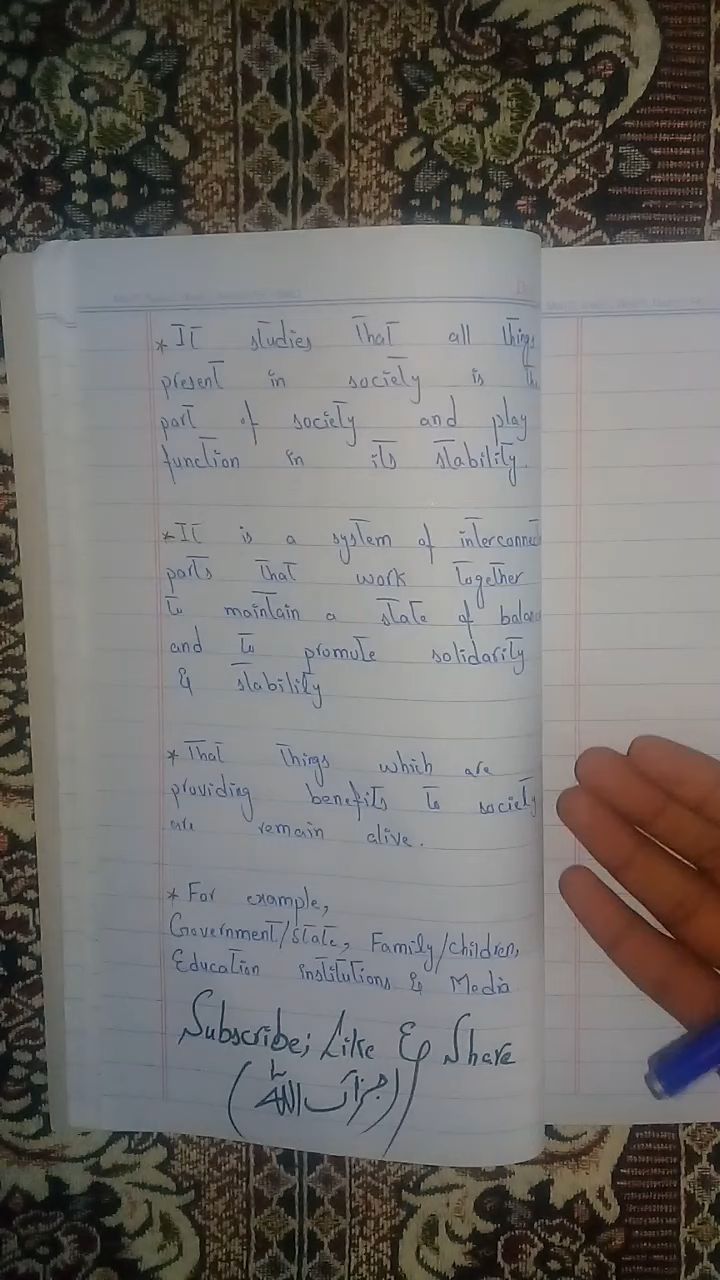 * It studies that all things
present in society is th
part of society and play
function in its stability.
* It is a system of interconnect
parts that work together
to maintain a state of balanc
and to promote solidarity
& stability
* That things which are
providing benefits to society
are remain alive.
* For example,
Government/State, Family/children,
Education institutions & Media
Subscribe; Like & Share
(جزاک اللہ)